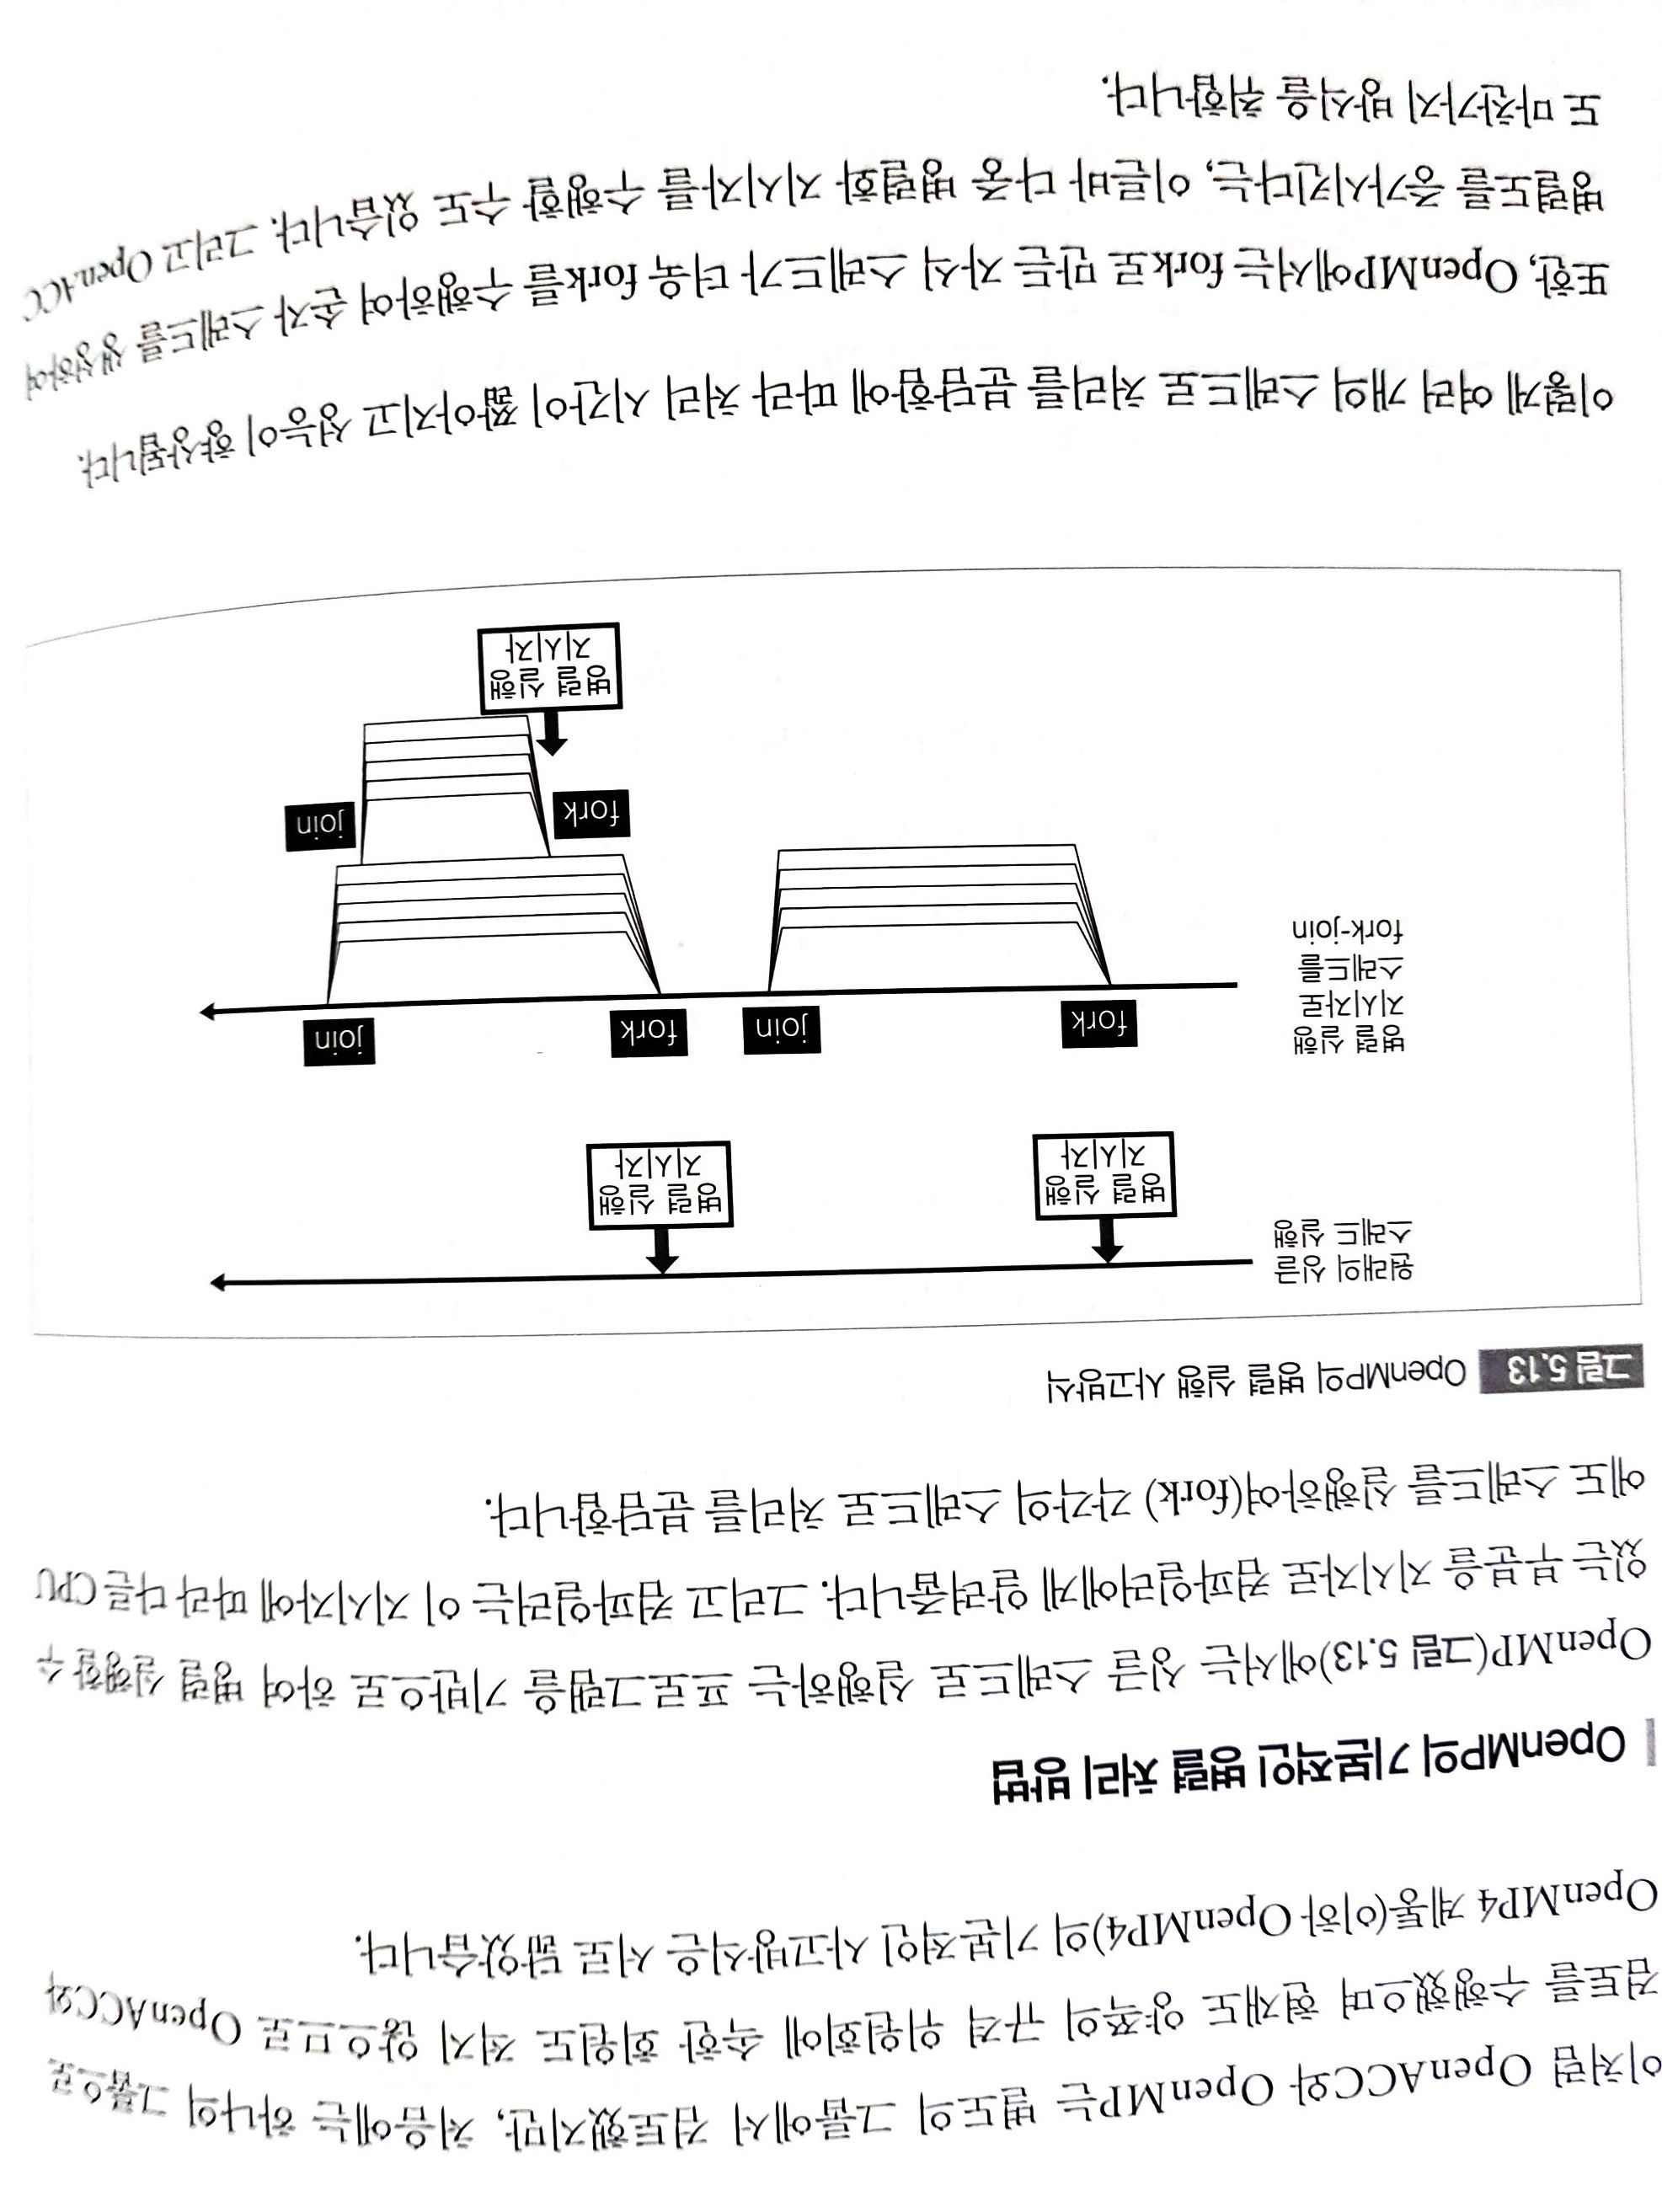 이처럼 OpenACC와 OpenMP는 별도의 그룹에서 검토했지만, 처음에는 하나의 그룹으로
검토를 수행했으며 현재도 양쪽의 규격 위원회에 속한 회원도 적지 않으므로 OpenACC와
OpenMP4 계통(이하 OpenMP4)의 기본적인 사고방식은 서로 닮았습니다.
OpenMP의 기본적인 병렬 처리 방법
OpenMP(그림 5.13)에서는 싱글 스레드로 실행하는 프로그램을 기반으로 하여 병렬 실행할 수
있는 부분을 지시자로 컴파일러에게 알려줍니다. 그리고 컴파일러는 이 지시자에 따라 다른 CPU
에도 스레드를 실행하여(fork) 각각의 스레드로 처리를 분담합니다.
그림 5.13 OpenMP의 병렬 실행 사고방식
원래의 싱글
스레드 실행
병렬 실행
지시자
병렬 실행
지시자
병렬 실행
지시자로
스레드를
fork-join
fork
join
fork
join
fork
join
병렬 실행
지시자
이렇게 여러 개의 스레드로 처리를 분담함에 따라 처리 시간이 짧아지고 성능이 향상됩니다.
또한, OpenMP에서는 fork로 만든 자식 스레드가 더욱 fork를 수행하여 손자 스레드를 생성하여
병렬도를 증가시킨다는, 이른바 다중 병렬화 지시자를 수행할 수도 있습니다. 그리고 OpenACC
도 마찬가지 방식을 취합니다.